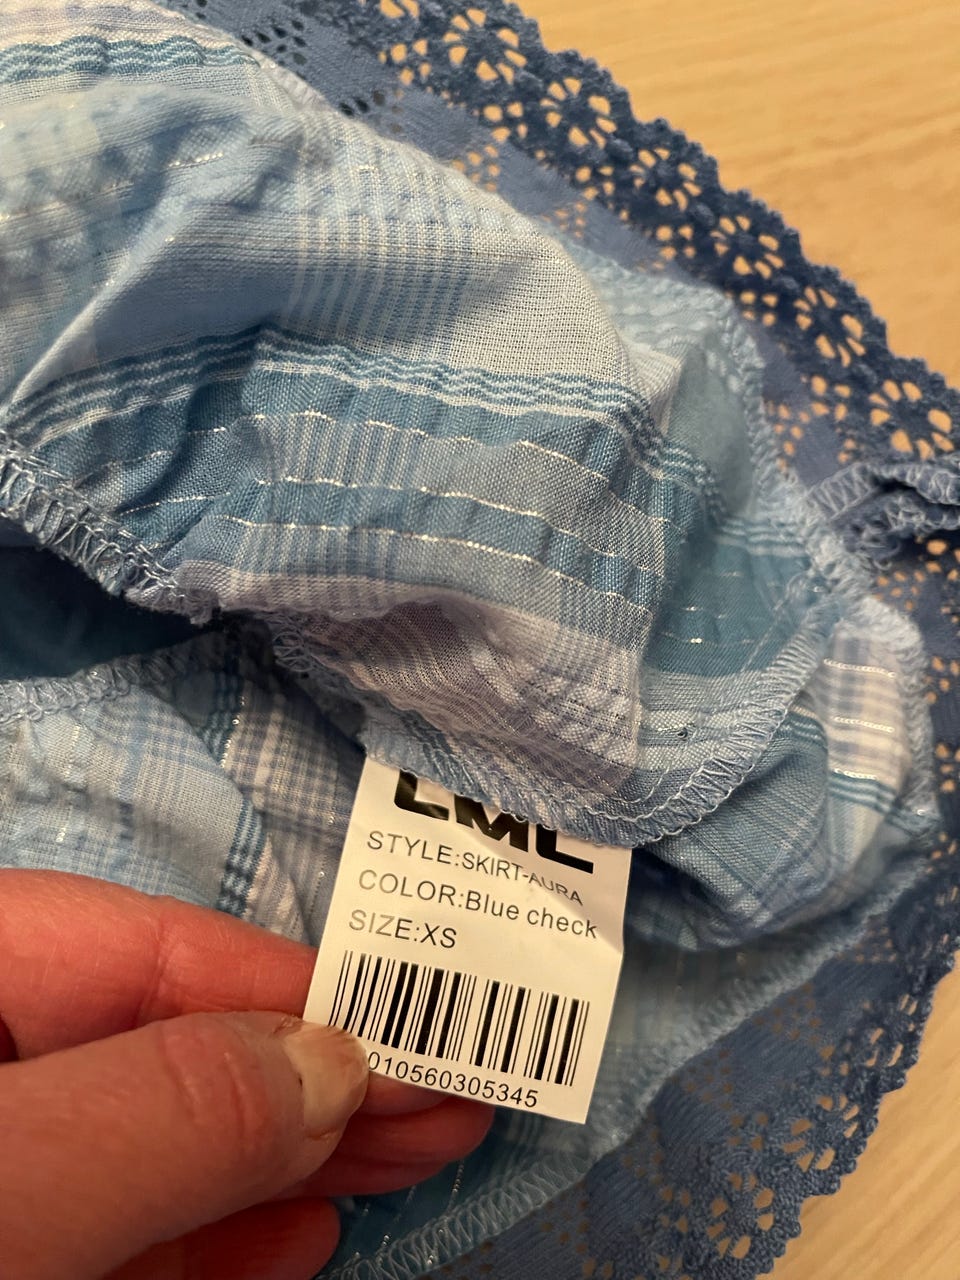 LML
STYLE:SKIRT-AURA
COLOR:Blue check
SIZE:XS
010560305345